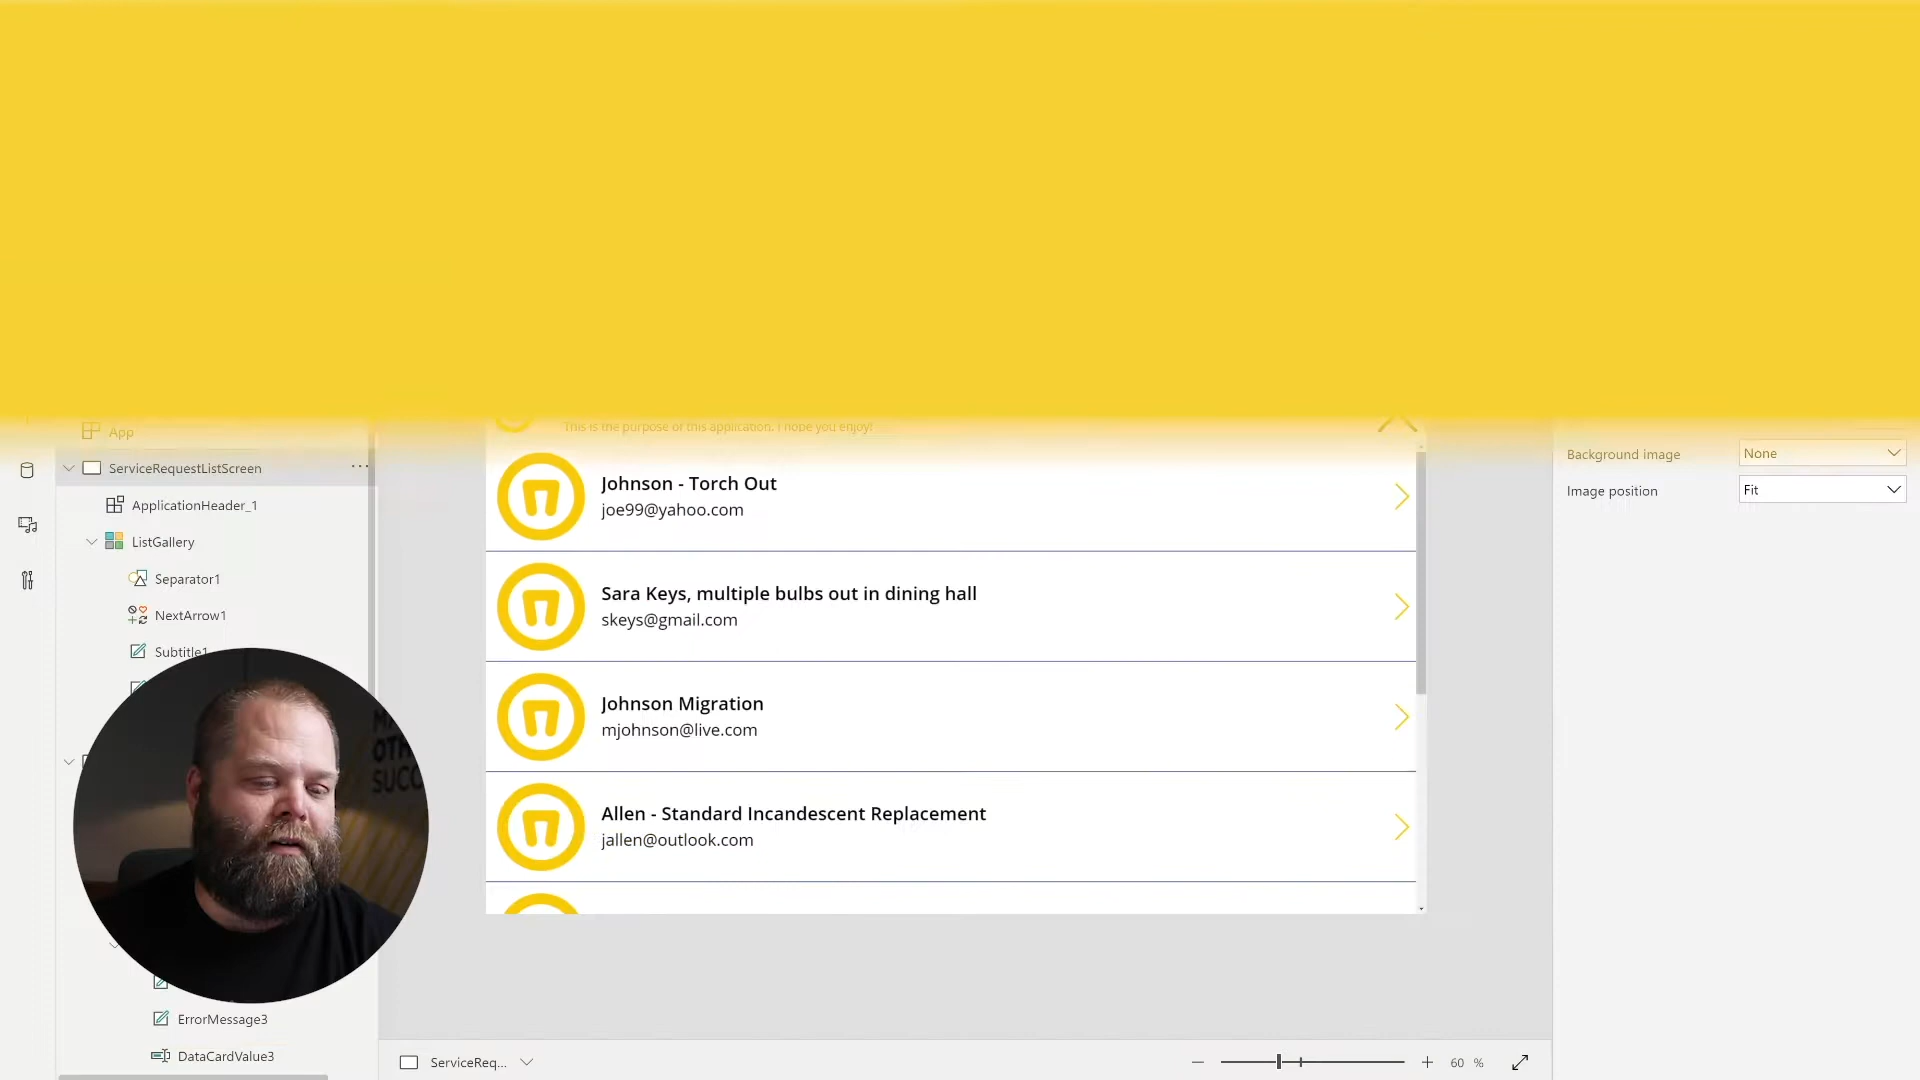 App
This is the purpose of this application. I hope you enjoy!
ServiceRequestListScreen
ApplicationHeader_1
ListGallery
Separator1
NextArrow1
Subtitle1
ErrorMessage3
DataCardValue3
Johnson - Torch Out
joe99@yahoo.com
Sara Keys, multiple bulbs out in dining hall
skeys@gmail.com
Johnson Migration
mjohnson@live.com
Allen - Standard Incandescent Replacement
jallen@outlook.com
Background image
None
Image position
Fit
ServiceReq...
60 %